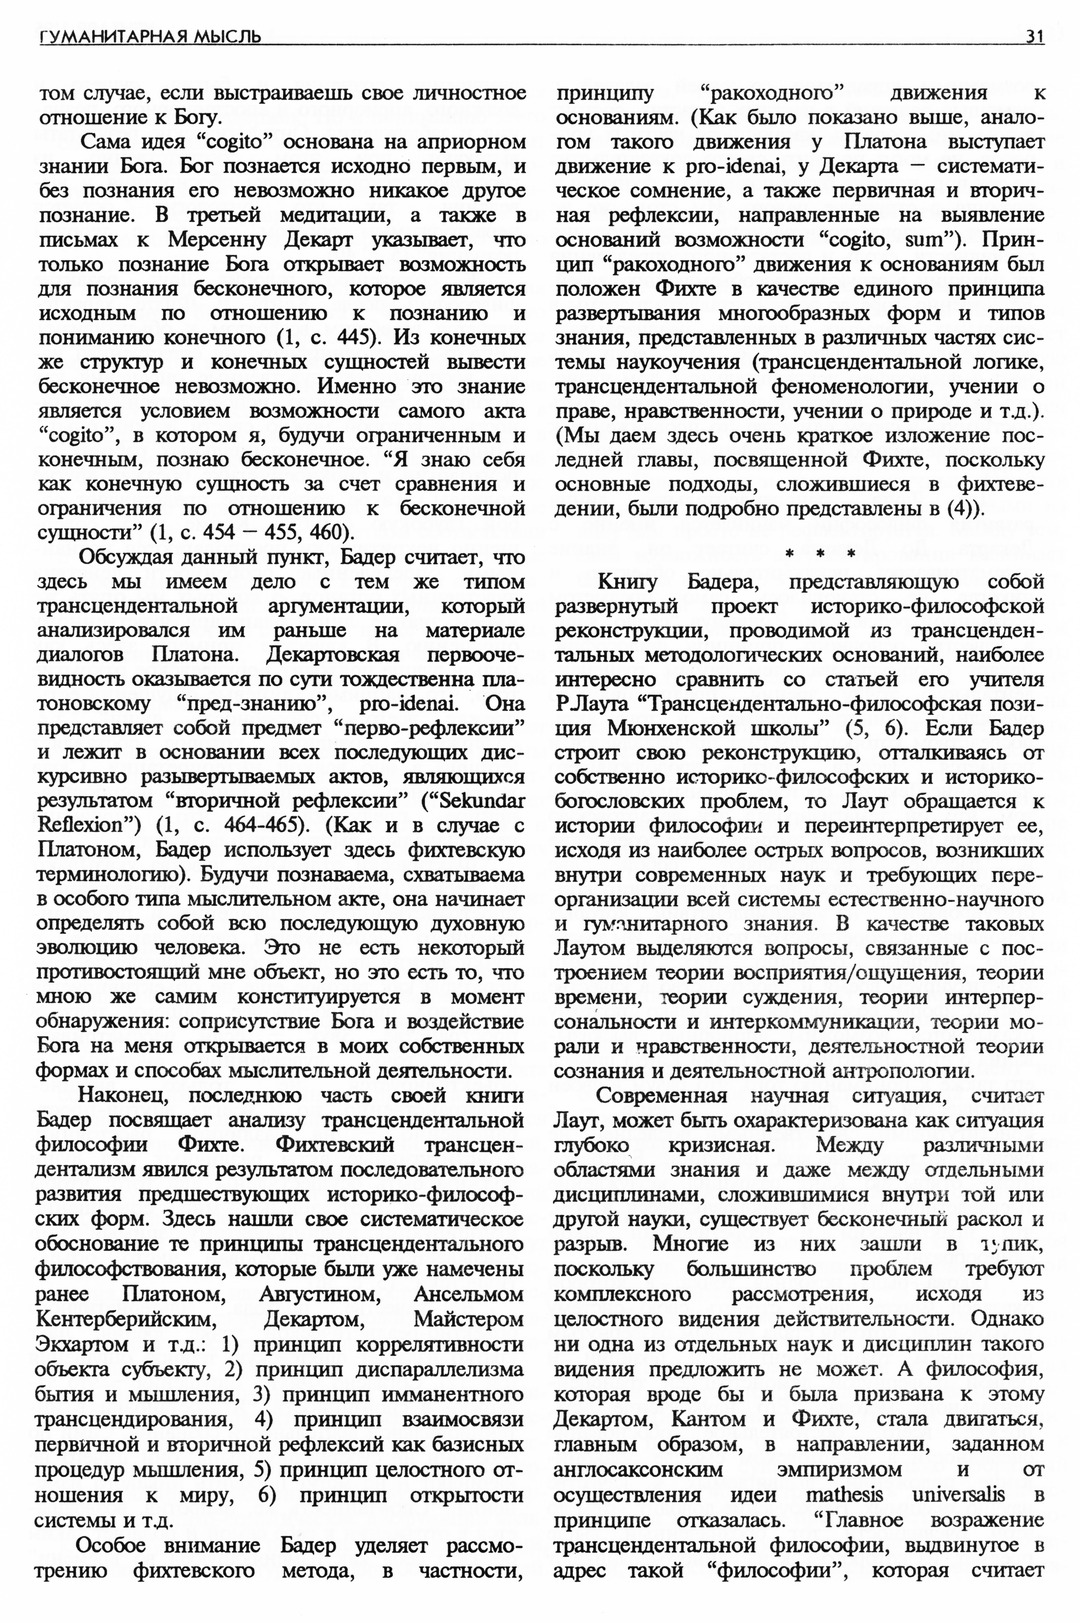 ГУМАНИТАРНАЯ МЫСЛЬ 31
том случае, если выстраиваешь свое личностное
отношение к Богу.
Сама идея “cogito” основана на априорном
знании Бога. Бог познается исходно первым, и
без познания его невозможно никакое другое
познание. В третьей медитации, а также в
письмах к Мерсенну Декарт указывает, что
только познание Бога открывает возможность
для познания бесконечного, которое является
исходным по отношению к познанию и
пониманию конечного (1, с. 445). Из конечных
же структур и конечных сущностей вывести
бесконечное невозможно. Именно это знание
является условием возможности самого акта
“cogito”, в котором я, будучи ограниченным и
конечным, познаю бесконечное. “Я знаю себя
как конечную сущность за счет сравнения и
ограничения по отношению к бесконечной
сущности” (1, с. 454 — 455, 460).
Обсуждая данный пункт, Бадер считает, что
здесь мы имеем дело с тем же типом
трансцендентальной аргументации, который
анализировался им раньше на материале
диалогов Платона. Декартовская первооче-
видность оказывается по сути тождественна пла-
тоновскому “пред-знанию”, pro-idenai. Она
представляет собой предмет “перво-рефлексии”
и лежит в основании всех последующих дис-
курсивно разывертываемых актов, являющихся
результатом “вторичной рефлексии” (“Sekundar
Reflexion”) (1, с. 464-465). (Как и в случае с
Платоном, Бадер использует здесь фихтевскую
терминологию). Будучи познаваема, схватываема
в особого типа мыслительном акте, она начинает
определять собой всю последующую духовную
эволюцию человека. Это не есть некоторый
противостоящий мне объект, но это есть то, что
мною же самим конституируется в момент
обнаружения: соприсутствие Бога и воздействие
Бога на меня открывается в моих собственных
формах и способах мыслительной деятельности.
Наконец, последнюю часть своей книги
Бадер посвящает анализу трансцендентальной
философии Фихте. Фихтевский трансцен-
дентализм явился результатом последовательного
развития предшествующих историко-философ-
ских форм. Здесь нашли свое систематическое
обоснование те принципы трансцендентального
философствования, которые были уже намечены
ранее Платоном, Августином, Ансельмом
Кентерберийским, Декартом, Майстером
Экхартом и т.д.: 1) принцип коррелятивности
объекта субъекту, 2) принцип диспараллелизма
бытия и мышления, 3) принцип имманентного
трансцендирования, 4) принцип взаимосвязи
первичной и вторичной рефлексий как базисных
процедур мышления, 5) принцип целостного от-
ношения к миру, 6) принцип открытости
системы и т.д.
Особое внимание Бадер уделяет рассмо-
трению фихтевского метода, в частности,
принципу “ракоходного” движения к
основаниям. (Как было показано выше, анало-
гом такого движения у Платона выступает
движение к pro-idenai, у Декарта — системати-
ческое сомнение, а также первичная и вторич-
ная рефлексии, направленные на выявление
оснований возможности “cogito, sum”). Прин-
цип “ракоходного” движения к основаниям был
положен Фихте в качестве единого принципа
развертывания многообразных форм и типов
знания, представленных в различных частях сис-
темы наукоучения (трансцендентальной логике,
трансцендентальной феноменологии, учении о
праве, нравственности, учении о природе и т.д.).
(Мы даем здесь очень краткое изложение пос-
ледней главы, посвященной Фихте, поскольку
основные подходы, сложившиеся в фихтеве-
дении, были подробно представлены в (4)).
* * *
Книгу Бадера, представляющую собой
развернутый проект историко-философской
реконструкции, проводимой из трансценден-
тальных методологических оснований, наиболее
интересно сравнить со статьей его учителя
Р.Лаута “Трансцендентально-философская пози-
ция Мюнхенской школы” (5, 6). Если Бадер
строит свою реконструкцию, отталкиваясь от
собственно историко-философских и историко-
богословских проблем, то Лаут обращается к
истории философии и переинтерпретирует ее,
исходя из наиболее острых вопросов, возникших
внутри современных наук и требующих пере-
организации всей системы естественно-научного
и гуманитарного знания. В качестве таковых
Лаутом выделяются вопросы, связанные с пос-
троением теории восприятия/ощущения, теории
времени, теории суждения, теории интерпер-
сональности и интеркоммуникации, теории мо-
рали и нравственности, деятельностной теории
сознания и деятельностной антропологии.
Современная научная ситуация, считает
Лаут, может быть охарактеризована как ситуация
глубоко кризисная. Между различными
областями знания и даже между отдельными
дисциплинами, сложившимися внутри той или
другой науки, существует бесконечный раскол и
разрыв. Многие из них зашли в тупик,
поскольку большинство проблем требуют
комплексного рассмотрения, исходя из
целостного видения действительности. Однако
ни одна из отдельных наук и дисциплин такого
видения предложить не может. А философия,
которая вроде бы и была призвана к этому
Декартом, Кантом и Фихте, стала двигаться,
главным образом, в направлении, заданном
англосаксонским эмпиризмом и от
осуществления идеи mathesis universalis в
принципе отказалась. “Главное возражение
трансцендентальной философии, выдвинутое в
адрес такой “философии”, которая считает